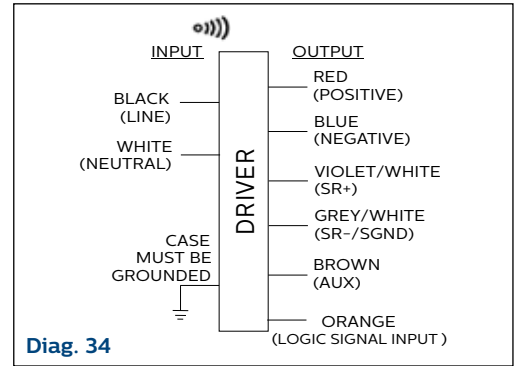 INPUT
OUTPUT
BLACK
(LINE)
WHITE
(NEUTRAL)
CASE
MUST BE
GROUNDED
DRIVER
RED
(POSITIVE)
BLUE
(NEGATIVE)
VIOLET/WHITE
(SR+)
GREY/WHITE
(SR-/SGND)
BROWN
(AUX)
ORANGE
(LOGIC SIGNAL INPUT )
Diag. 34